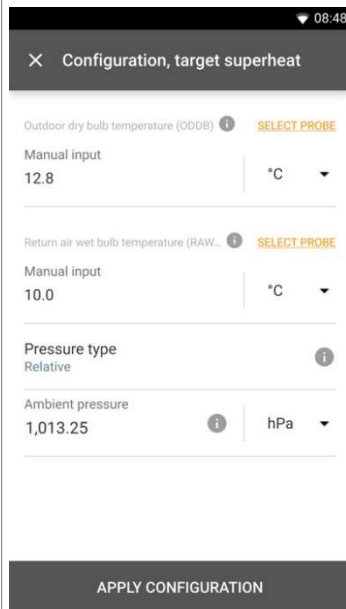 08:48
Configuration, target superheat
Outdoor dry bulb temperature (ODDB) SELECT PROBE
Manual input
12.8 °C
Return air wet bulb temperature (RAW... SELECT PROBE
Manual input
10.0 °C
Pressure type
Relative
Ambient pressure
1,013.25 hPa
APPLY CONFIGURATION